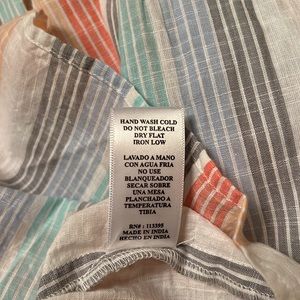 HAND WASH COLD
DO NOT BLEACH
DRY FLAT
IRON LOW
LAVADO A MANO
CON AGUA FRIA
NO USE
BLANQUEADOR
SECAR SOBRE
UNA MESA
PLANCHADO A
TEMPERATURA
TIBIA
RN# : 113395
MADE IN INDIA
HECHO EN INDIA